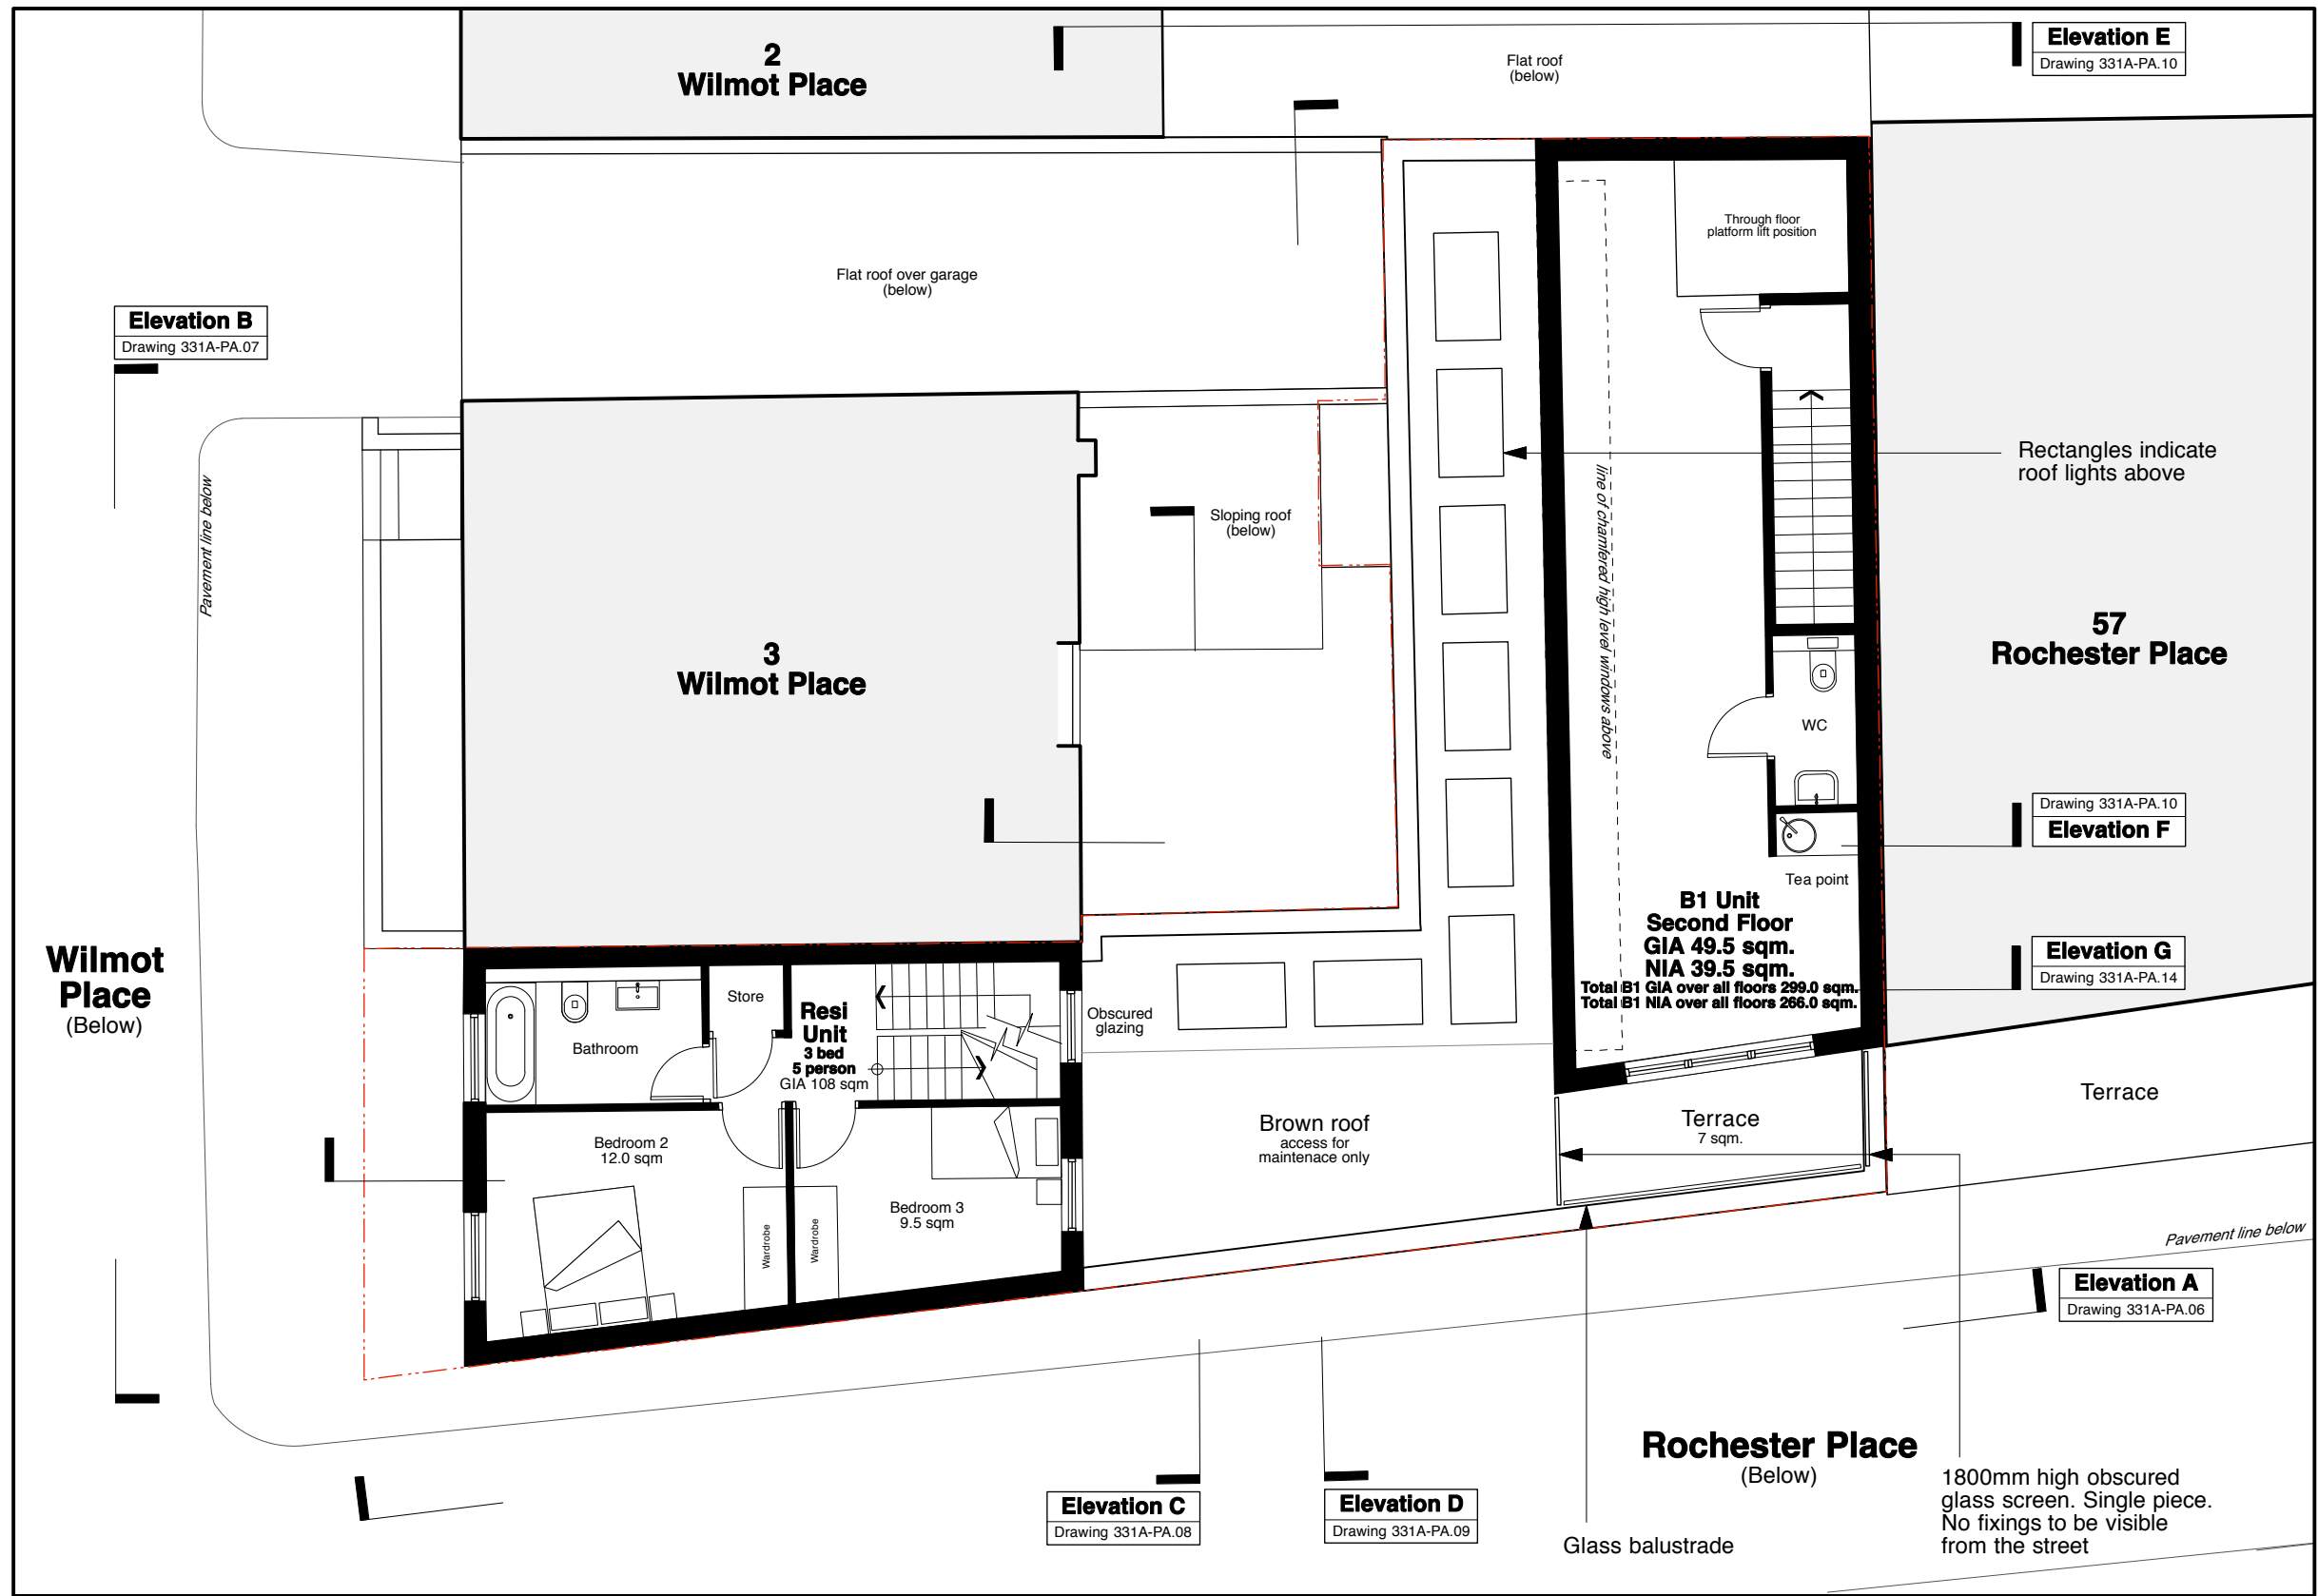 2
Wilmot Place
Flat roof
(below)
Elevation E
Drawing 331A-PA.10
Through floor
platform lift position
Flat roof over garage
(below)
Elevation B
Drawing 331A-PA.07
Pavement line below
Rectangles indicate
roof lights above
Sloping roof
(below)
line of chamfered high level windows above
3
Wilmot Place
57
Rochester Place
WC
Drawing 331A-PA.10
Elevation F
Tea point
B1 Unit
Second Floor
GIA 49.5 sqm.
NIA 39.5 sqm.
Total B1 GIA over all floors 299.0 sqm.
Total B1 NIA over all floors 266.0 sqm.
Elevation G
Drawing 331A-PA.14
Wilmot
Place
(Below)
Store
Bathroom
Resi
Unit
3 bed
5 person
GIA 108 sqm
Obscured
glazing
Terrace
Terrace
7 sqm.
Brown roof
access for
maintenace only
Bedroom 2
12.0 sqm
Bedroom 3
9.5 sqm
Wardrobe
Wardrobe
Pavement line below
Elevation A
Drawing 331A-PA.06
Rochester Place
(Below)
Elevation C
Drawing 331A-PA.08
Elevation D
Drawing 331A-PA.09
Glass balustrade
1800mm high obscured
glass screen. Single piece.
No fixings to be visible
from the street